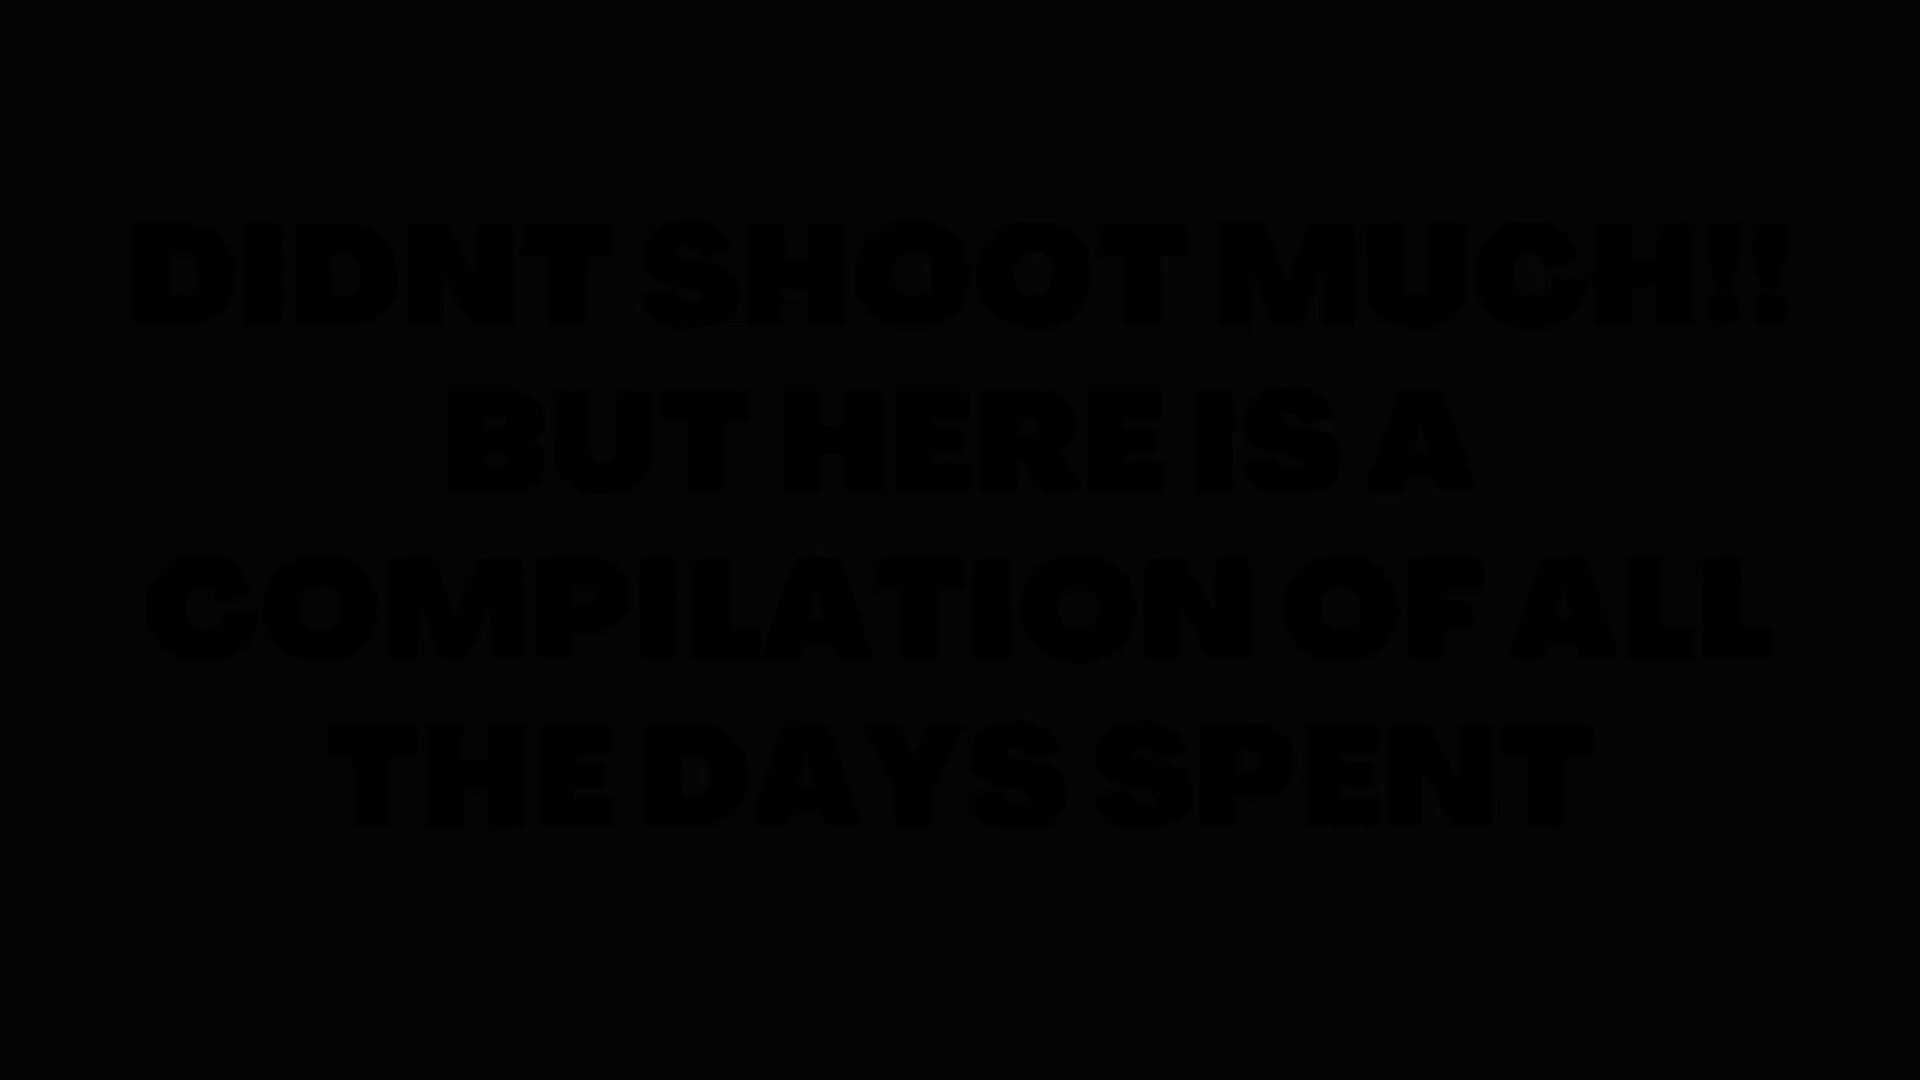 DIDNT SHOOT MUCH!!
BUT HERE IS A
COMPILATION OF ALL
THE DAYS SPENT